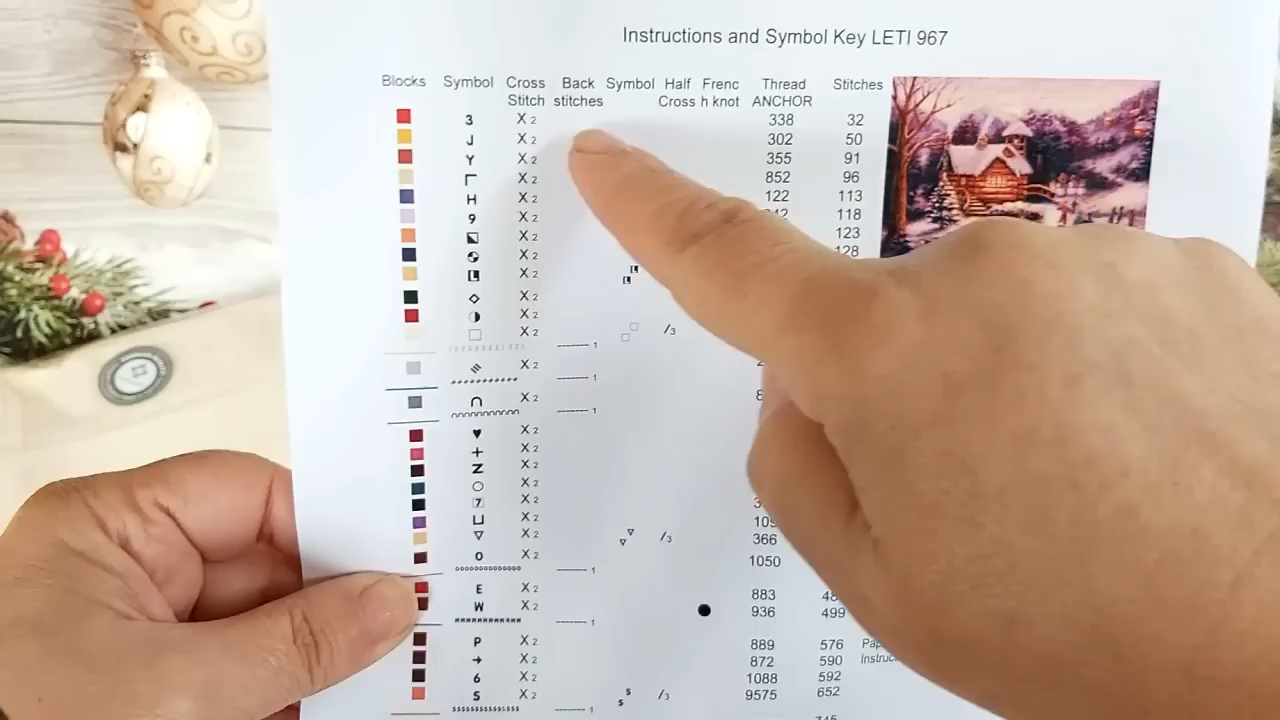 Instructions and Symbol Key LETI 967
Blocks Symbol Cross Stitch Back stitches Symbol Half Cross Frenc h knot Thread ANCHOR Stitches
3 X 2 338 32
J X 2 302 50
Y X 2 355 91
Γ X 2 852 96
H X 2 122 113
9 X 2 118
◪ X 2 123
X 2 128
L X 2 L L
◇ X 2
◑ X 2
□ X 2 □ □ /3
1
X 2
1
∩ X 2
1
♥ X 2
+ X 2
Z X 2
○ X 2
7 X 2
⊔ X 2
▽ X 2 ▽ ▽ /3 366
o X 2 1050
1
E X 2 883
W X 2 ● 936 499
1
P X 2 889 576
→ X 2 872 590
6 X 2 1088 592
S X 2 S S /3 9575 652
1